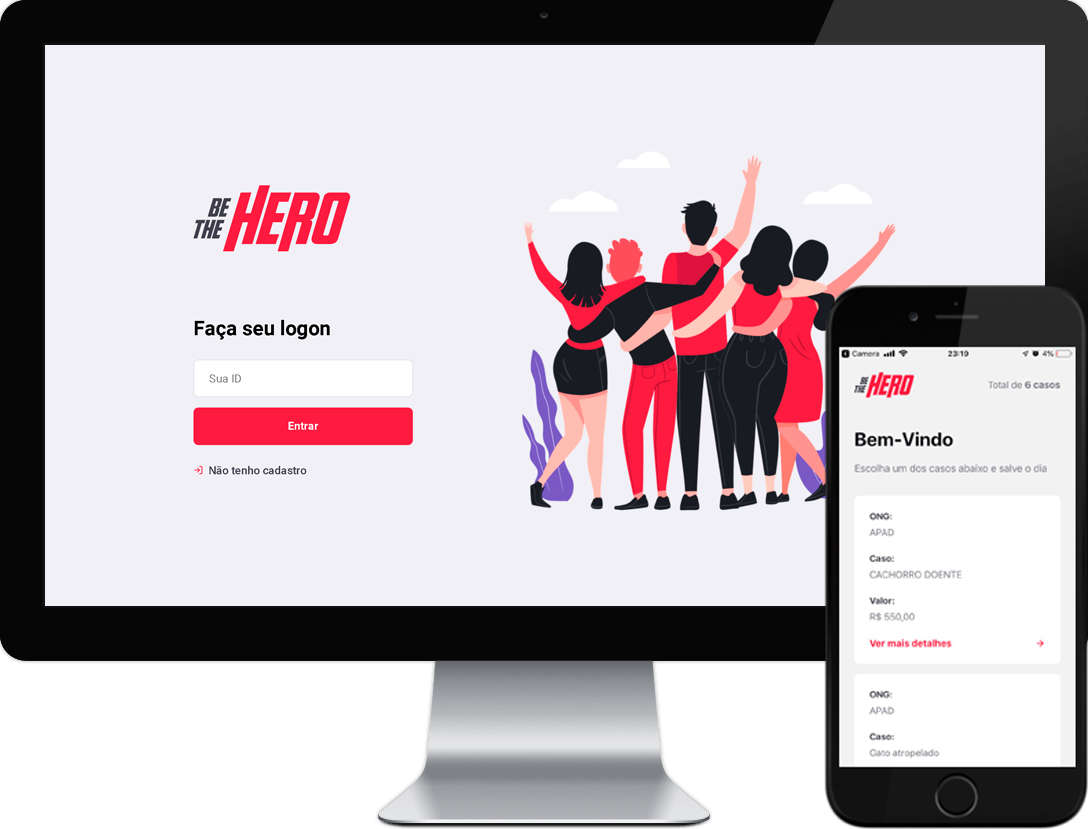 BE
THE
HERO
Faça seu logon
Sua ID
Entrar
Não tenho cadastro
Camera
23:19
4%
BE
THE
HERO
Total de 6 casos
Bem-Vindo
Escolha um dos casos abaixo e salve o dia
ONG:
APAD
Caso:
CACHORRO DOENTE
Valor:
R$ 550,00
Ver mais detalhes
ONG:
APAD
Caso:
Gato atropelado